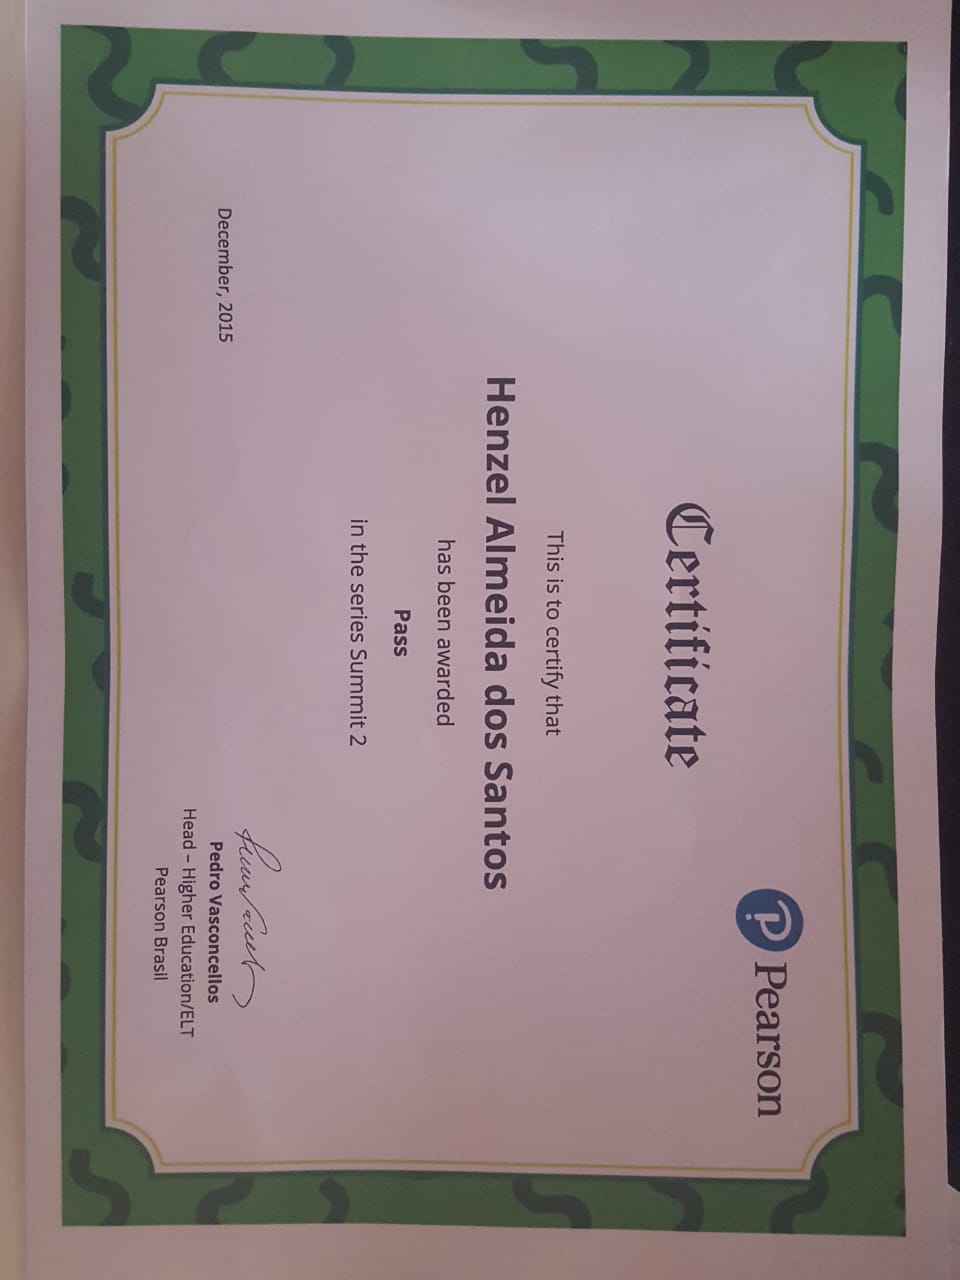 Pearson
Certificate
This is to certify that
Henzel Almeida dos Santos
has been awarded
Pass
in the series Summit 2
December, 2015
Pedro Vasconcellos
Head – Higher Education/ELT
Pearson Brasil